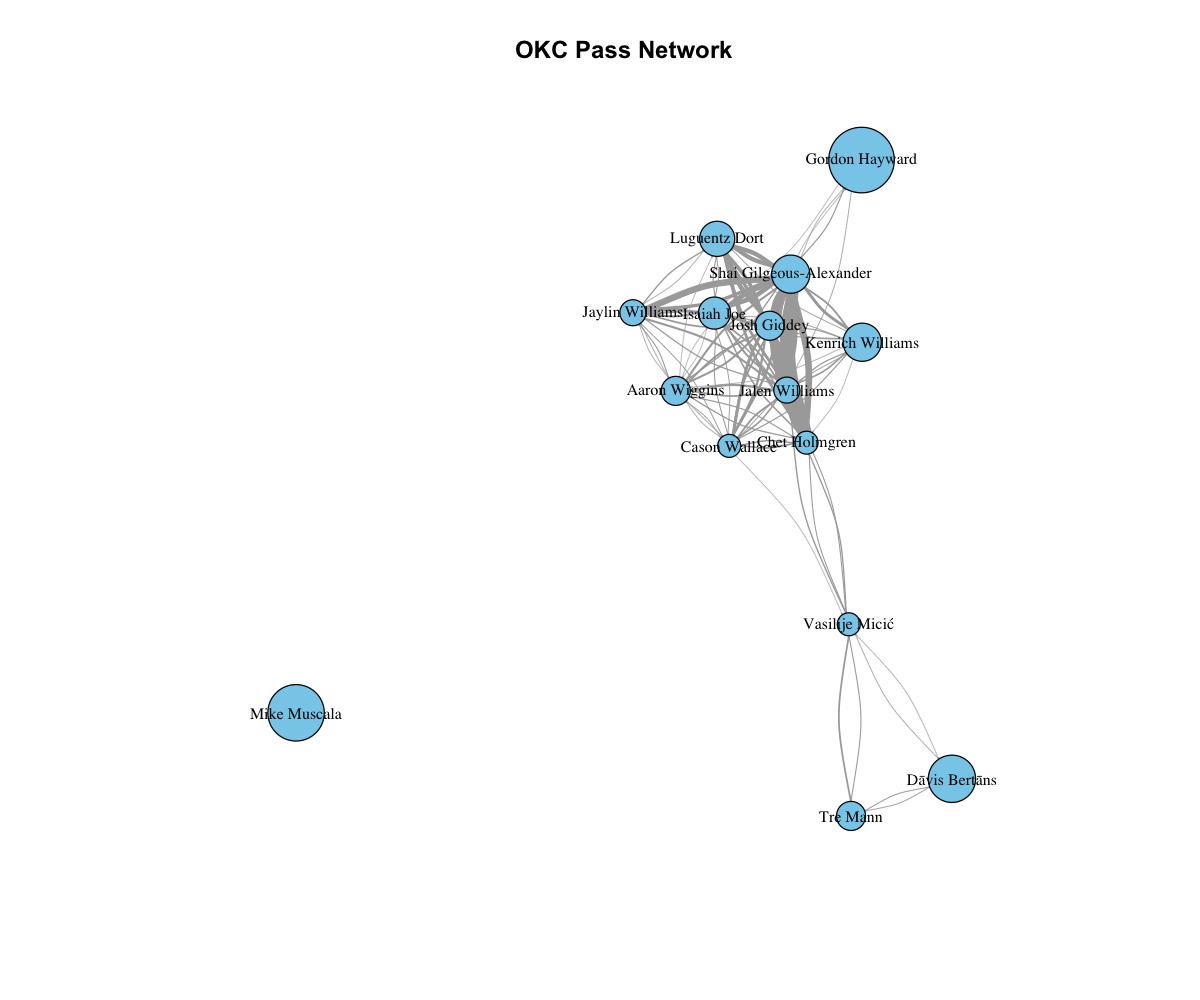 OKC Pass Network
Gordon Hayward
Luguentz Dort
Shai Gilgeous-Alexander
Jaylin Williams
Isaiah Joe
Josh Giddey
Kenrich Williams
Aaron Wiggins
Jalen Williams
Cason Wallace
Chet Holmgren
Vasilije Micić
Mike Muscala
Dāvis Bertāns
Tre Mann